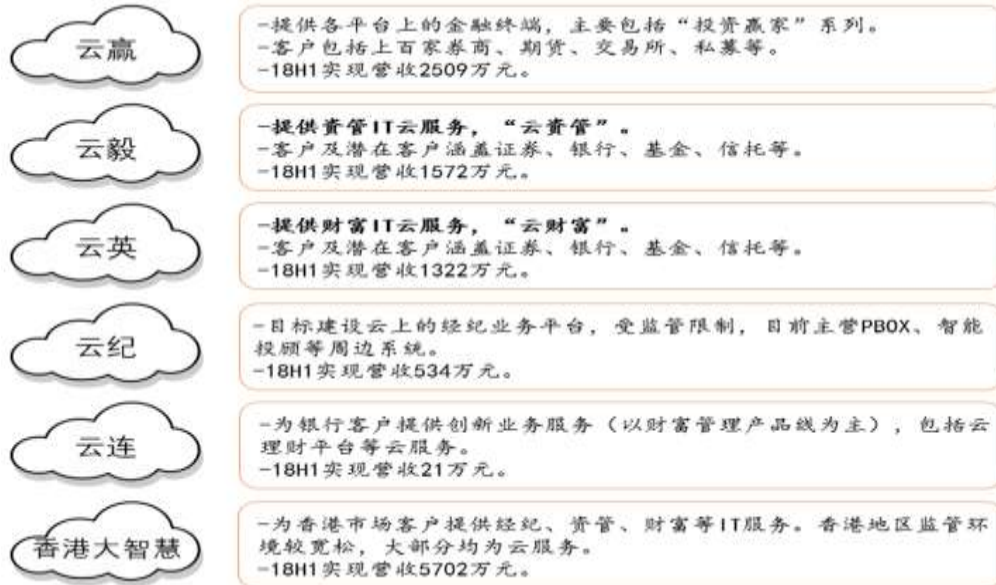 云赢
-提供各平台上的金融终端，主要包括“投资赢家”系列。
-客户包括上百家券商、期货、交易所、私募等。
-18H1实现营收2509万元。
云毅
-提供资管IT云服务，“云资管”。
-客户及潜在客户涵盖证券、银行、基金、信托等。
-18H1实现营收1572万元。
云英
-提供财富IT云服务，“云财富”。
-客户及潜在客户涵盖证券、银行、基金、信托等。
-18H1实现营收1322万元。
云纪
-目标建设云上的经纪业务平台，受监管限制，目前主营PBOX、智能
投顾等周边系统。
-18H1实现营收534万元。
云连
-为银行客户提供创新业务服务（以财富管理产品线为主），包括云
理财平台等云服务。
-18H1实现营收21万元。
香港大智慧
-为香港市场客户提供经纪、资管、财富等IT服务。香港地区监管环
境较宽松，大部分均为云服务。
-18H1实现营收5702万元。